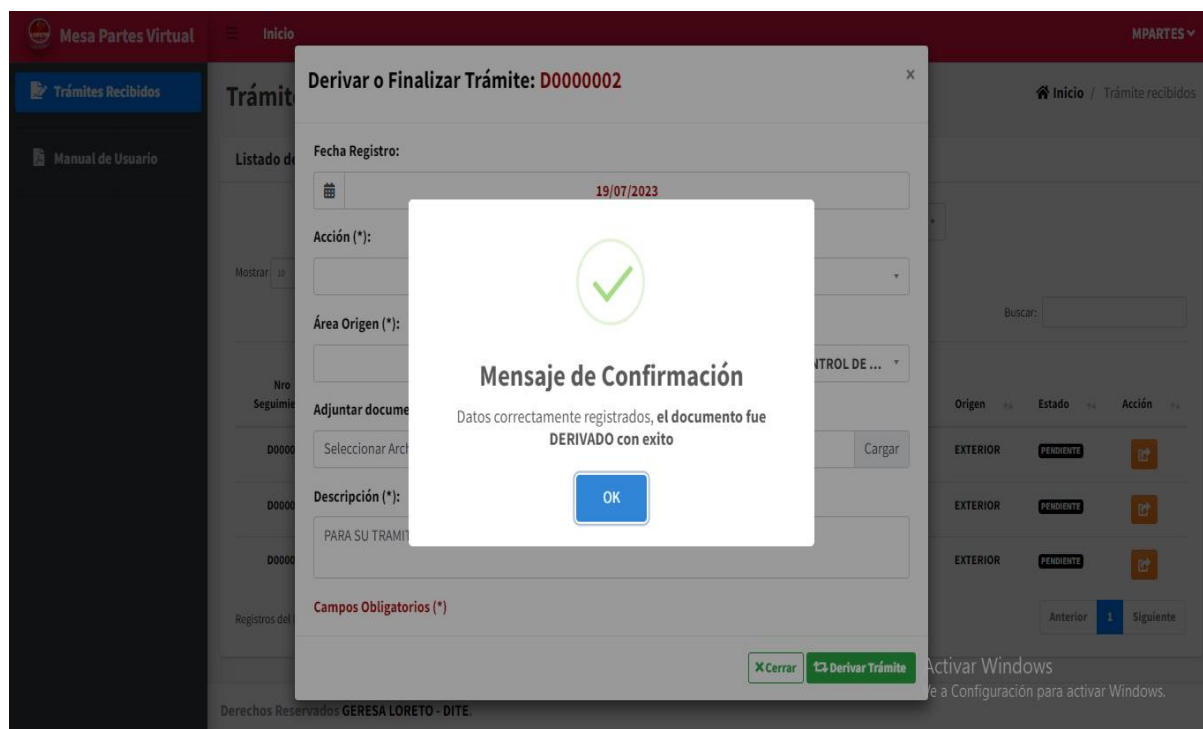 Mesa Partes Virtual
Inicio
MPARTES
Trámites Recibidos
Manual de Usuario
Trámit
Inicio / Trámite recibidos
Listado de
Mostrar 10
Buscar:
Nro
Seguimie
Origen
Estado
Acción
D0000
EXTERIOR
PENDIENTE
D0000
EXTERIOR
PENDIENTE
D0000
EXTERIOR
PENDIENTE
Registros del
Anterior 1 Siguiente
Derechos Reservados GERESA LORETO - DITE.
Derivar o Finalizar Trámite: D0000002
×
Fecha Registro:
19/07/2023
Acción (*):
Área Origen (*):
NTROL DE ...
Adjuntar docume
Seleccionar Arch
Cargar
Descripción (*):
PARA SU TRAMIT
Campos Obligatorios (*)
Cerrar
Derivar Trámite
Mensaje de Confirmación
Datos correctamente registrados, el documento fue
DERIVADO con exito
OK
Activar Windows
Ve a Configuración para activar Windows.